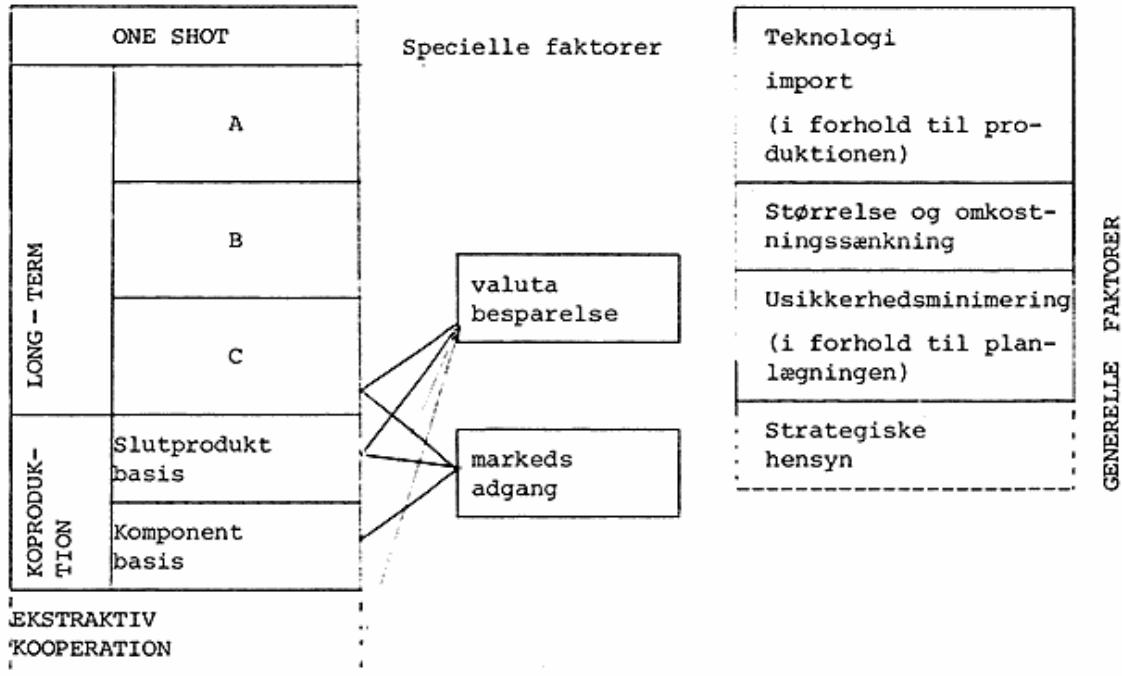 ONE SHOT
LONG - TERM
A
B
C
KOPRODUK-
TION
Slutprodukt
basis
Komponent
basis
EKSTRAKTIV
KOOPERATION
Specielle faktorer
valuta
besparelse
markeds
adgang
Teknologi
import
(i forhold til pro-
duktionen)
Størrelse og omkost-
ningssænkning
Usikkerhedsminimering
(i forhold til plan-
lægningen)
Strategiske
hensyn
GENERELLE FAKTORER